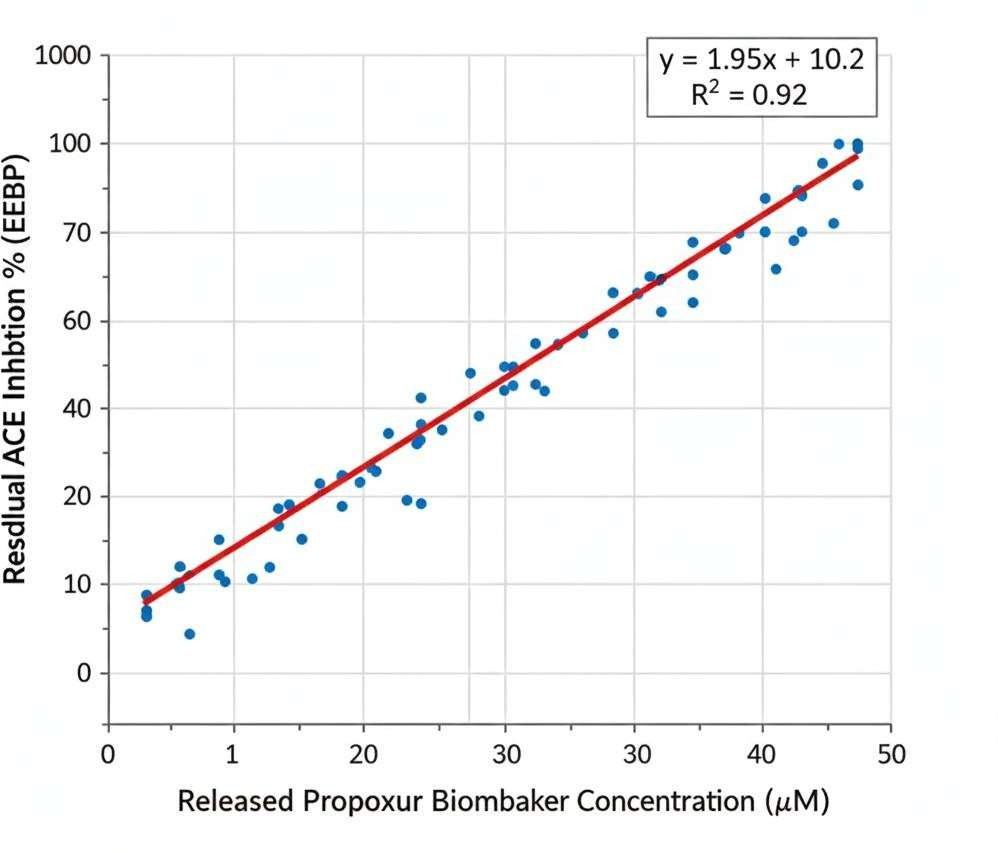 y = 1.95x + 10.2
R² = 0.92
Resdlual ACE Inhbtion % (EEBP)
1000
100
70
60
40
20
10
0
0 1 20 30 30 40 50
Released Propoxur Biombaker Concentration (μM)